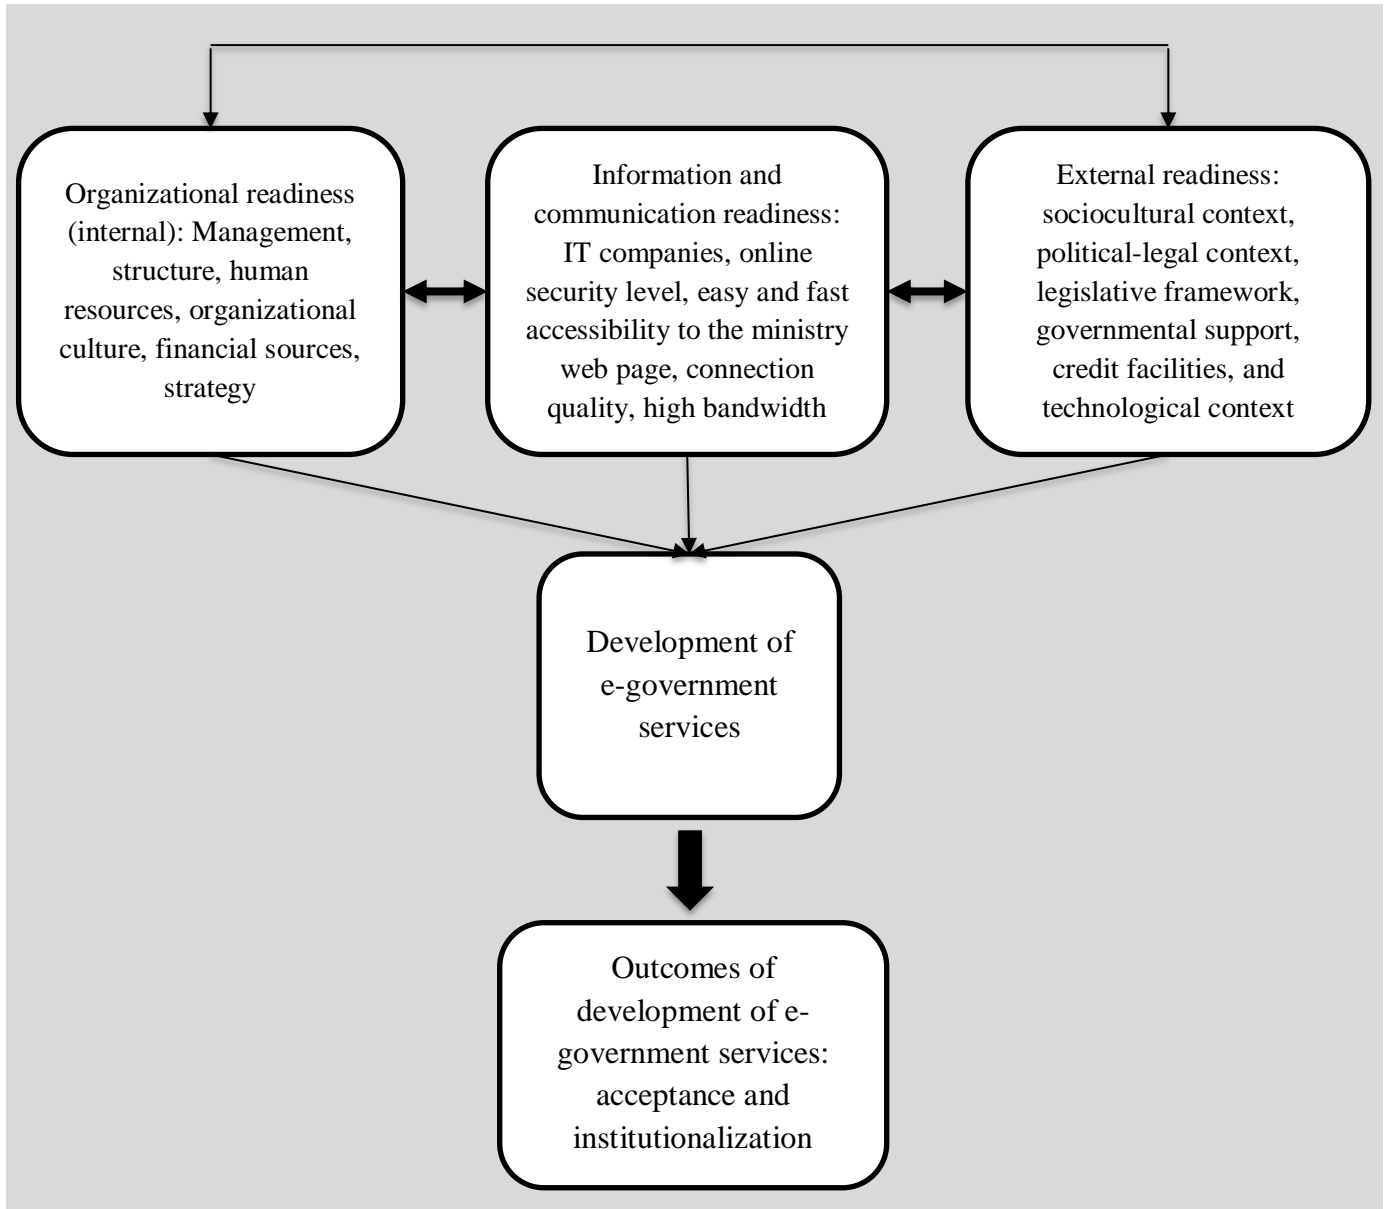 Organizational readiness
(internal): Management,
structure, human
resources, organizational
culture, financial sources,
strategy
Information and
communication readiness:
IT companies, online
security level, easy and fast
accessibility to the ministry
web page, connection
quality, high bandwidth
External readiness:
sociocultural context,
political-legal context,
legislative framework,
governmental support,
credit facilities, and
technological context
Development of
e-government
services
Outcomes of
development of e-
government services:
acceptance and
institutionalization